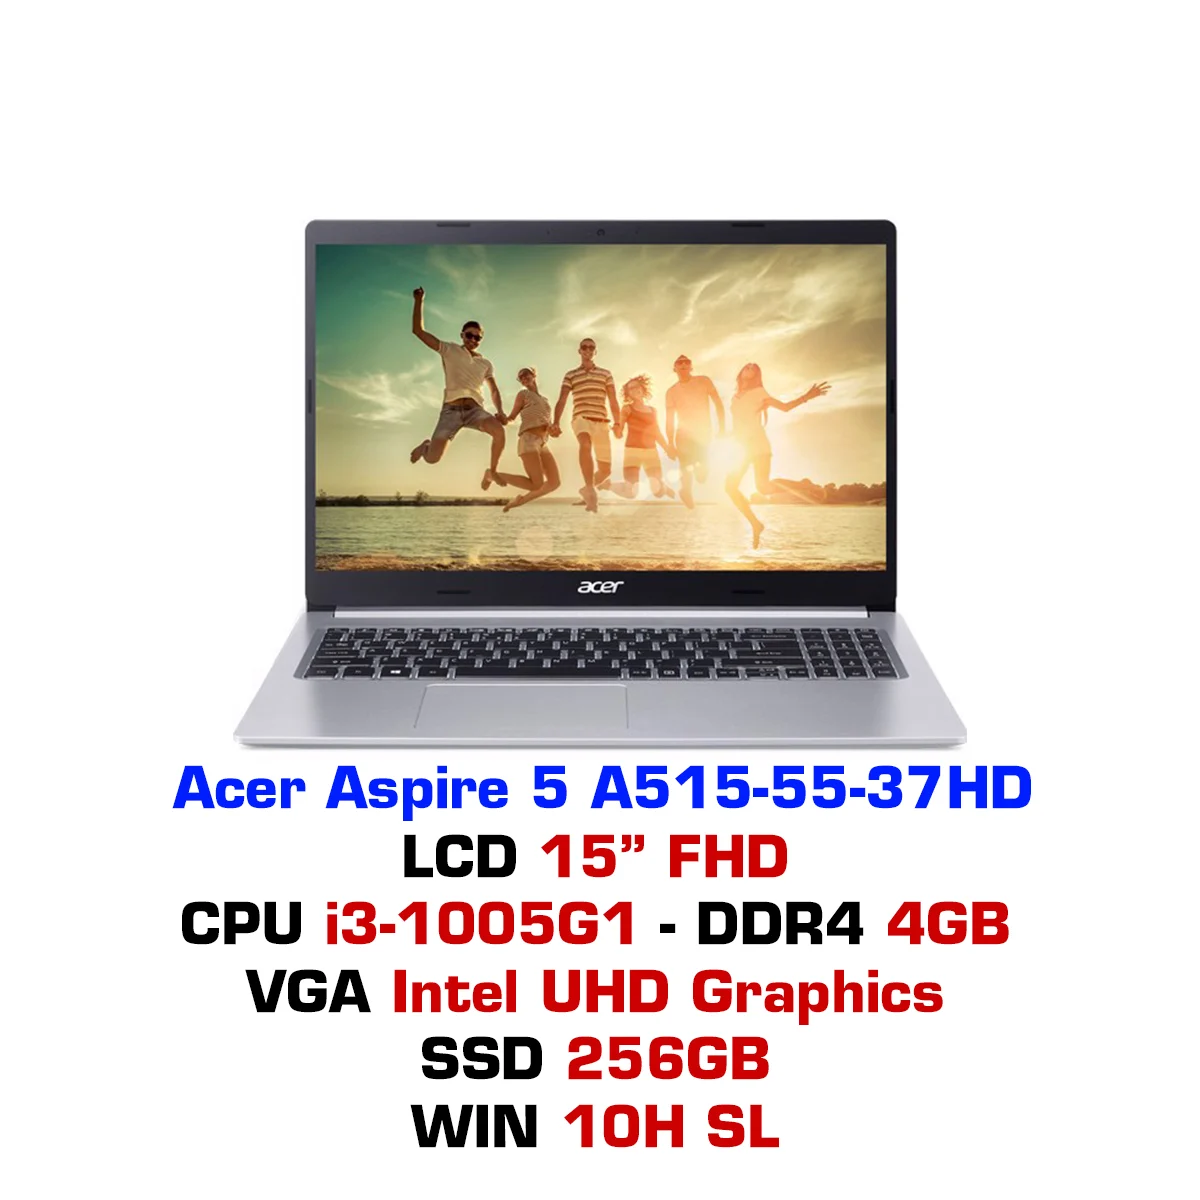 acer
Acer Aspire 5 A515-55-37HD
LCD 15” FHD
CPU i3-1005G1 - DDR4 4GB
VGA Intel UHD Graphics
SSD 256GB
WIN 10H SL